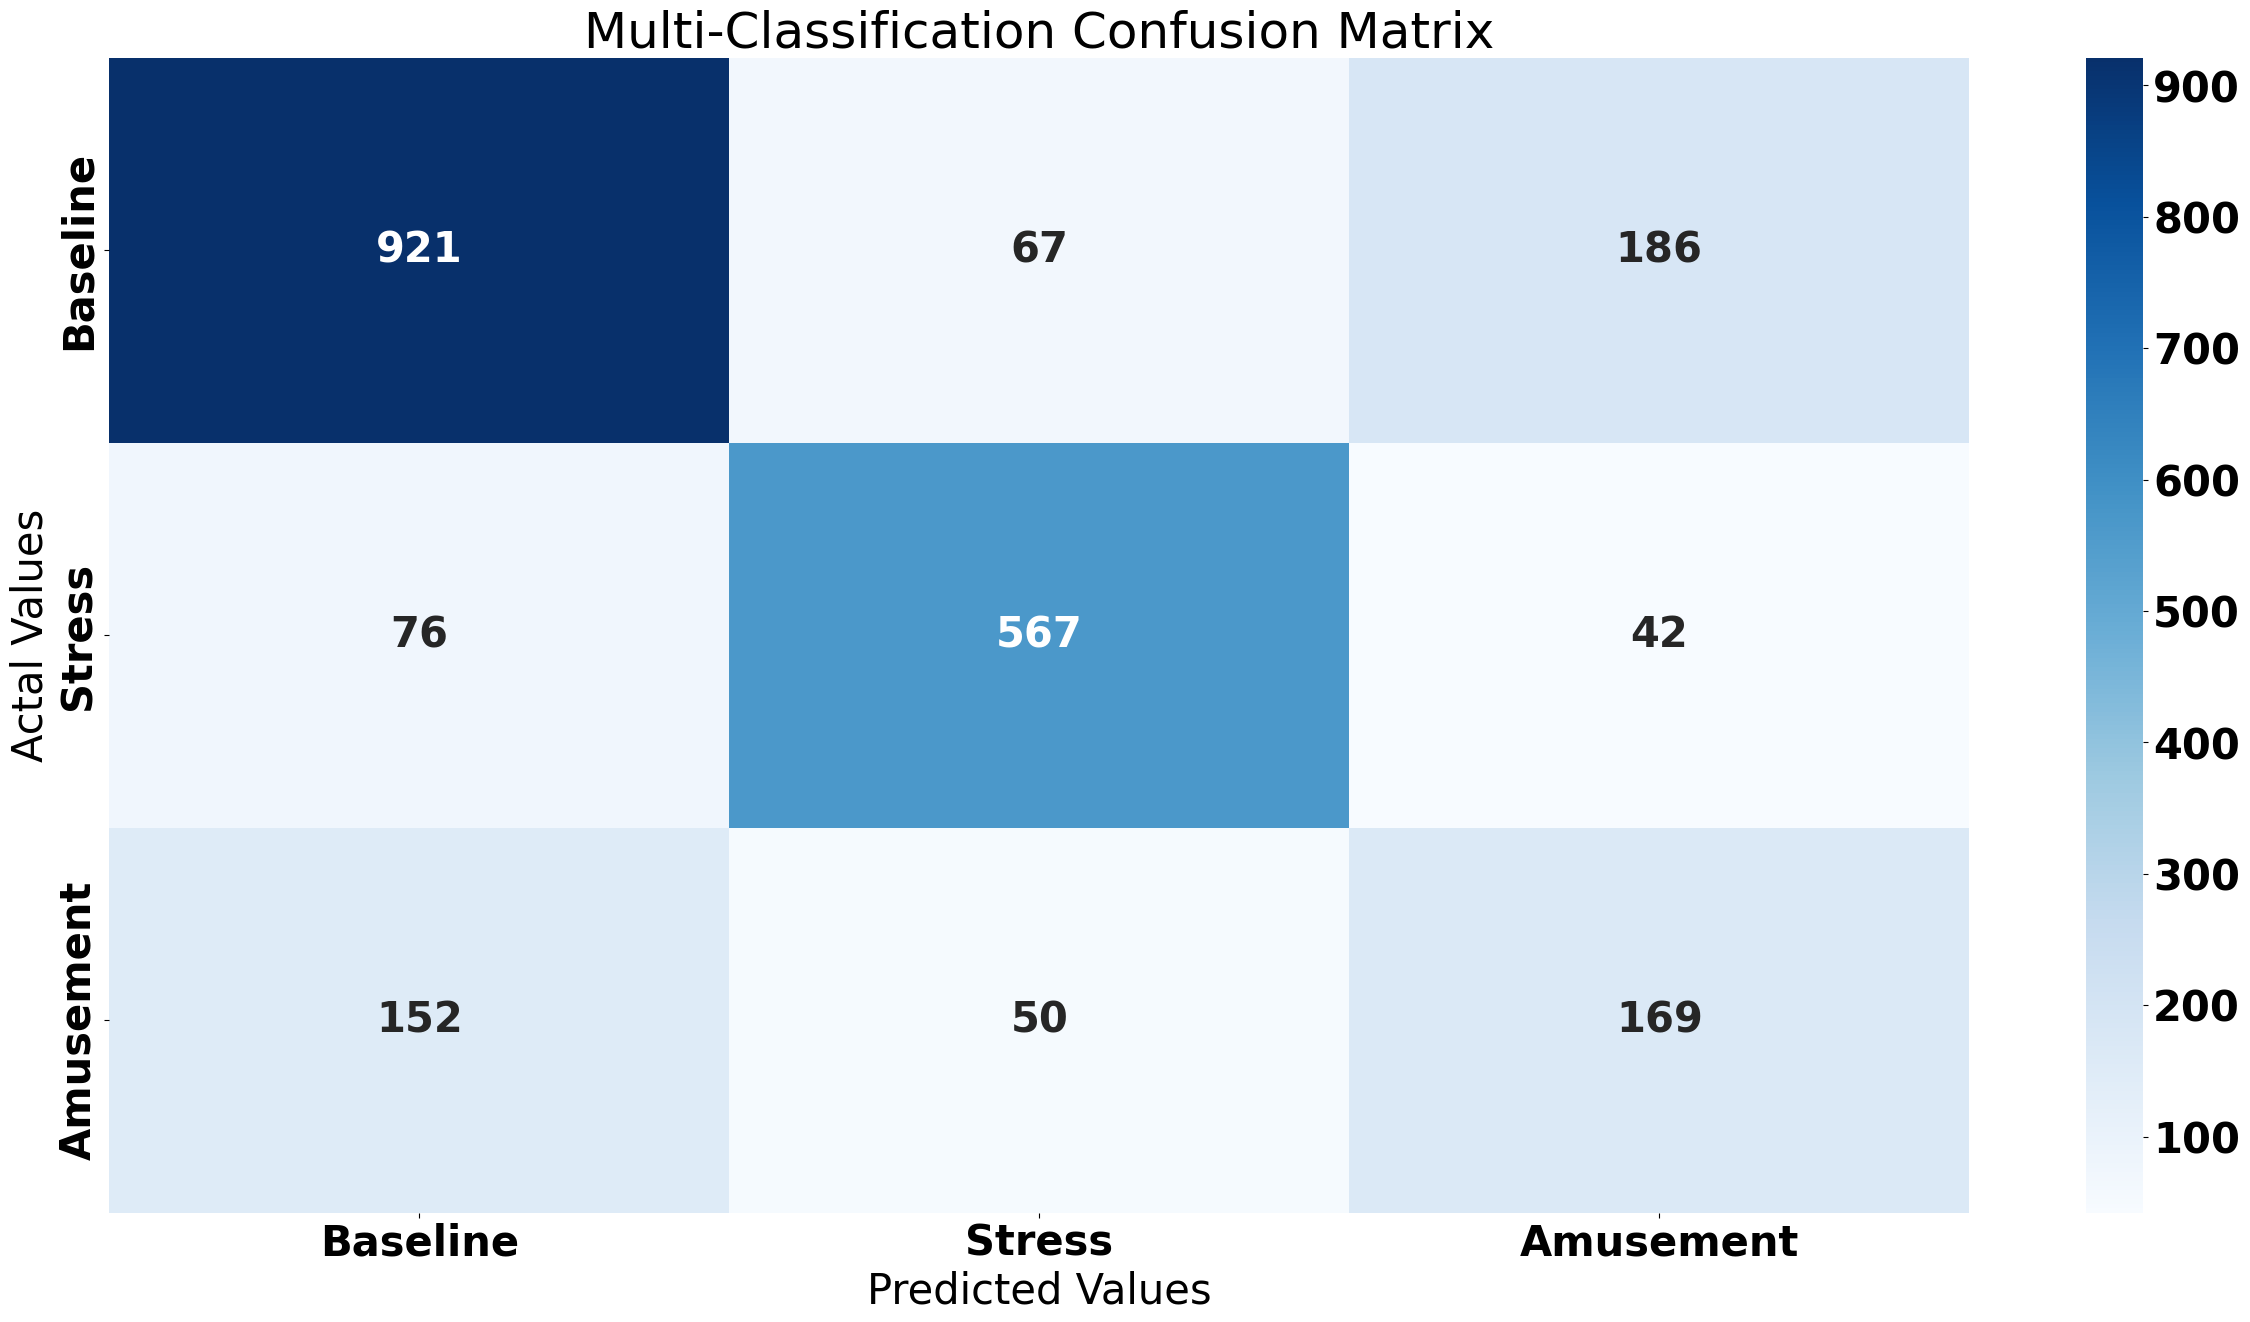 Multi-Classification Confusion Matrix
Actal Values
Baseline
921
67
186
Stress
76
567
42
Amusement
152
50
169
Baseline
Stress
Amusement
Predicted Values
900
800
700
600
500
400
300
200
100